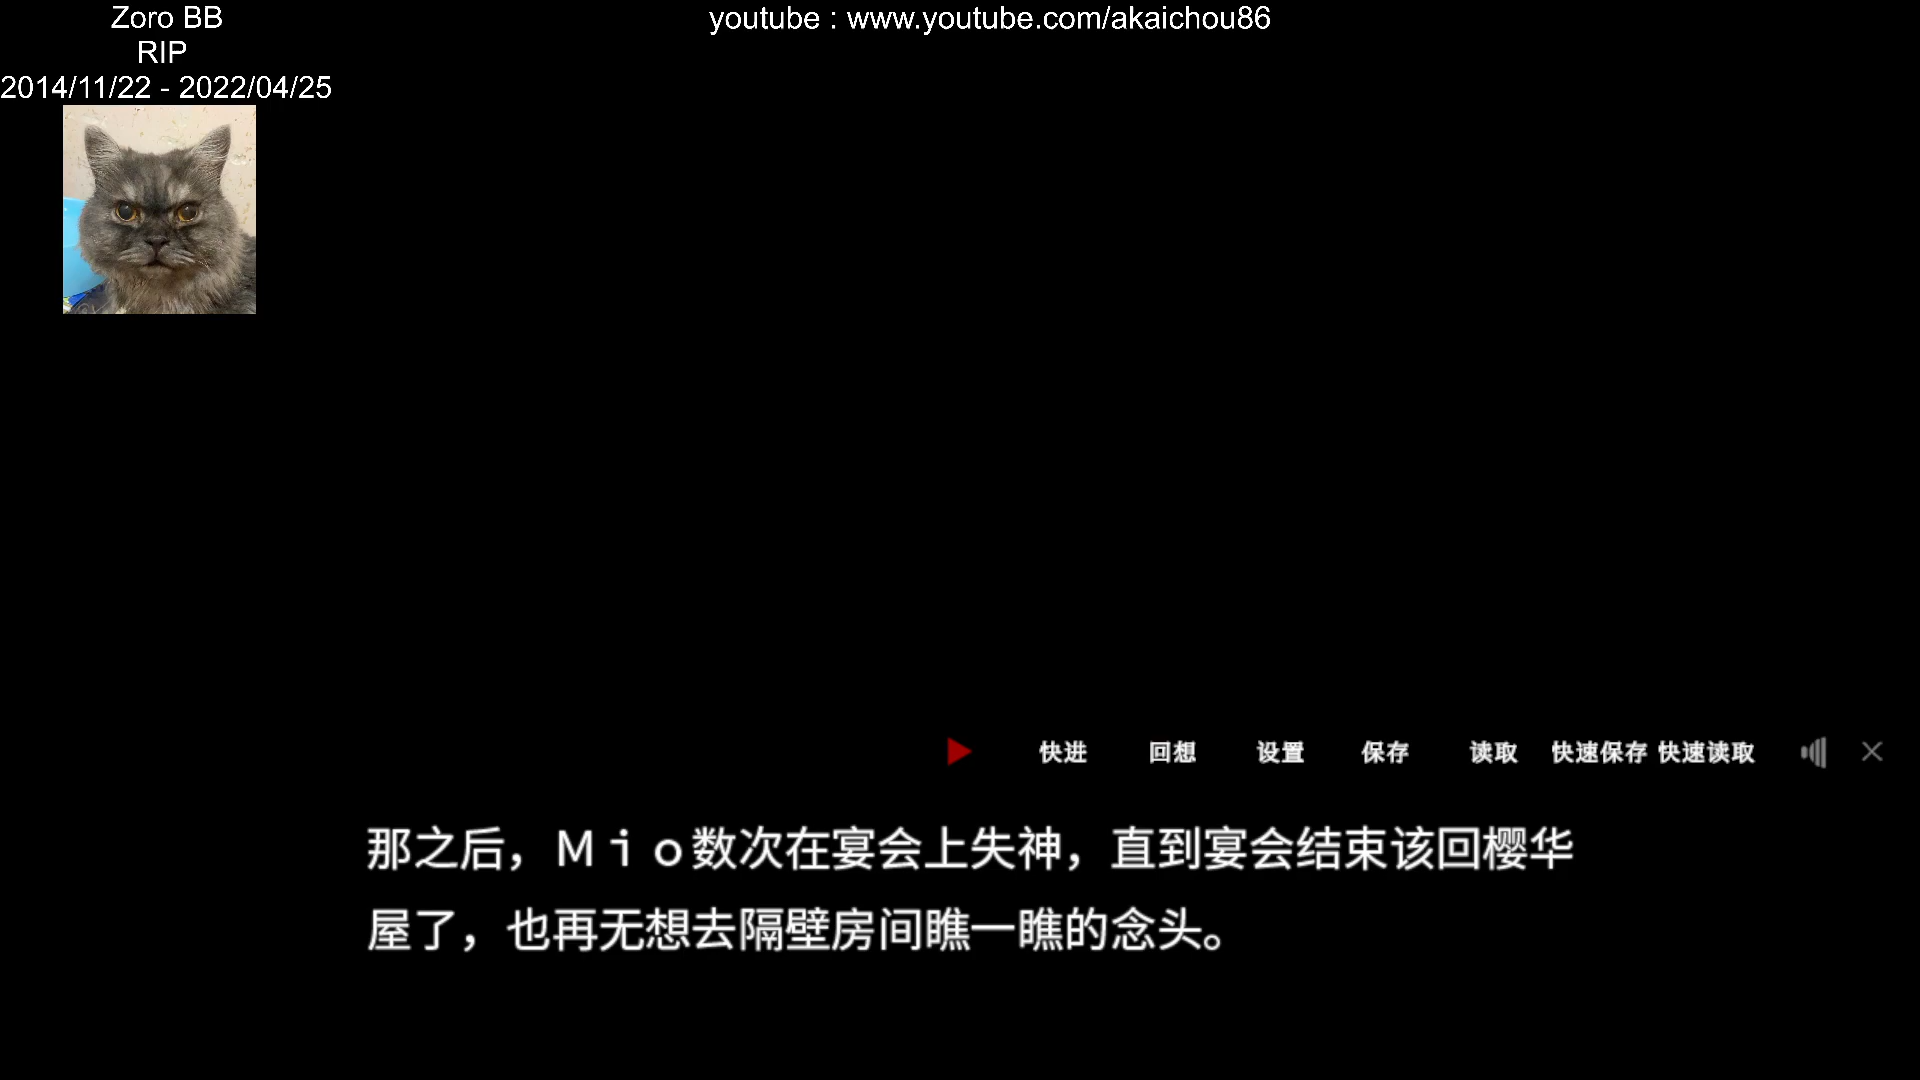 Zoro BB
RIP
2014/11/22 - 2022/04/25
youtube : www.youtube.com/akaichou86
快进 回想 设置 保存 读取 快速保存 快速读取
那之后，Ｍｉｏ数次在宴会上失神，直到宴会结束该回樱华
屋了，也再无想去隔壁房间瞧一瞧的念头。